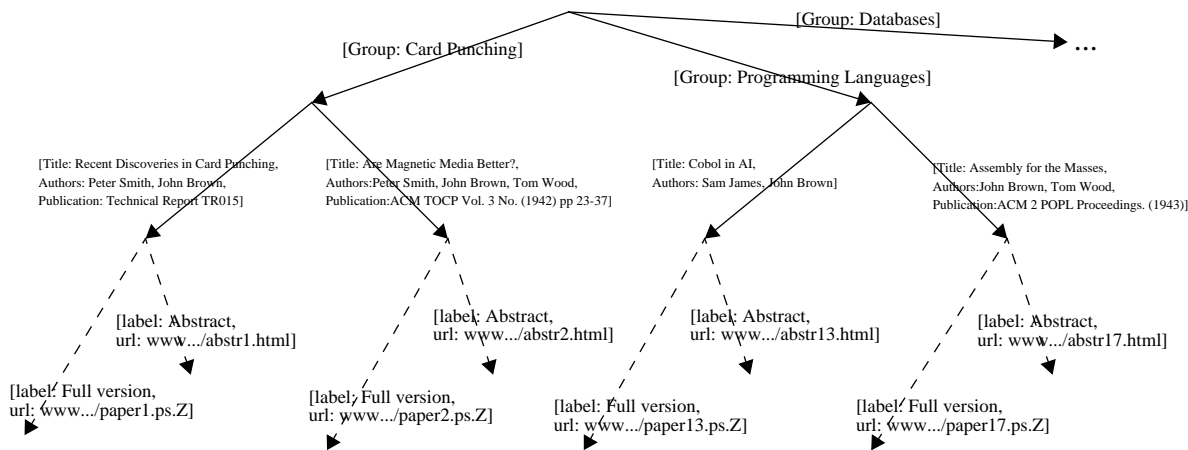 [Group: Databases]
...
[Group: Card Punching]
[Group: Programming Languages]
[Title: Recent Discoveries in Card Punching,
Authors: Peter Smith, John Brown,
Publication: Technical Report TR015]
[Title: Are Magnetic Media Better?,
Authors:Peter Smith, John Brown, Tom Wood,
Publication:ACM TOCP Vol. 3 No. (1942) pp 23-37]
[Title: Cobol in AI,
Authors: Sam James, John Brown]
[Title: Assembly for the Masses,
Authors:John Brown, Tom Wood,
Publication:ACM 2 POPL Proceedings. (1943)]
[label: Abstract,
url: www.../abstr1.html]
[label: Abstract,
url: www.../abstr2.html]
[label: Abstract,
url: www.../abstr13.html]
[label: Abstract,
url: www.../abstr17.html]
[label: Full version,
url: www.../paper1.ps.Z]
[label: Full version,
url: www.../paper2.ps.Z]
[label: Full version,
url: www.../paper13.ps.Z]
[label: Full version,
url: www.../paper17.ps.Z]